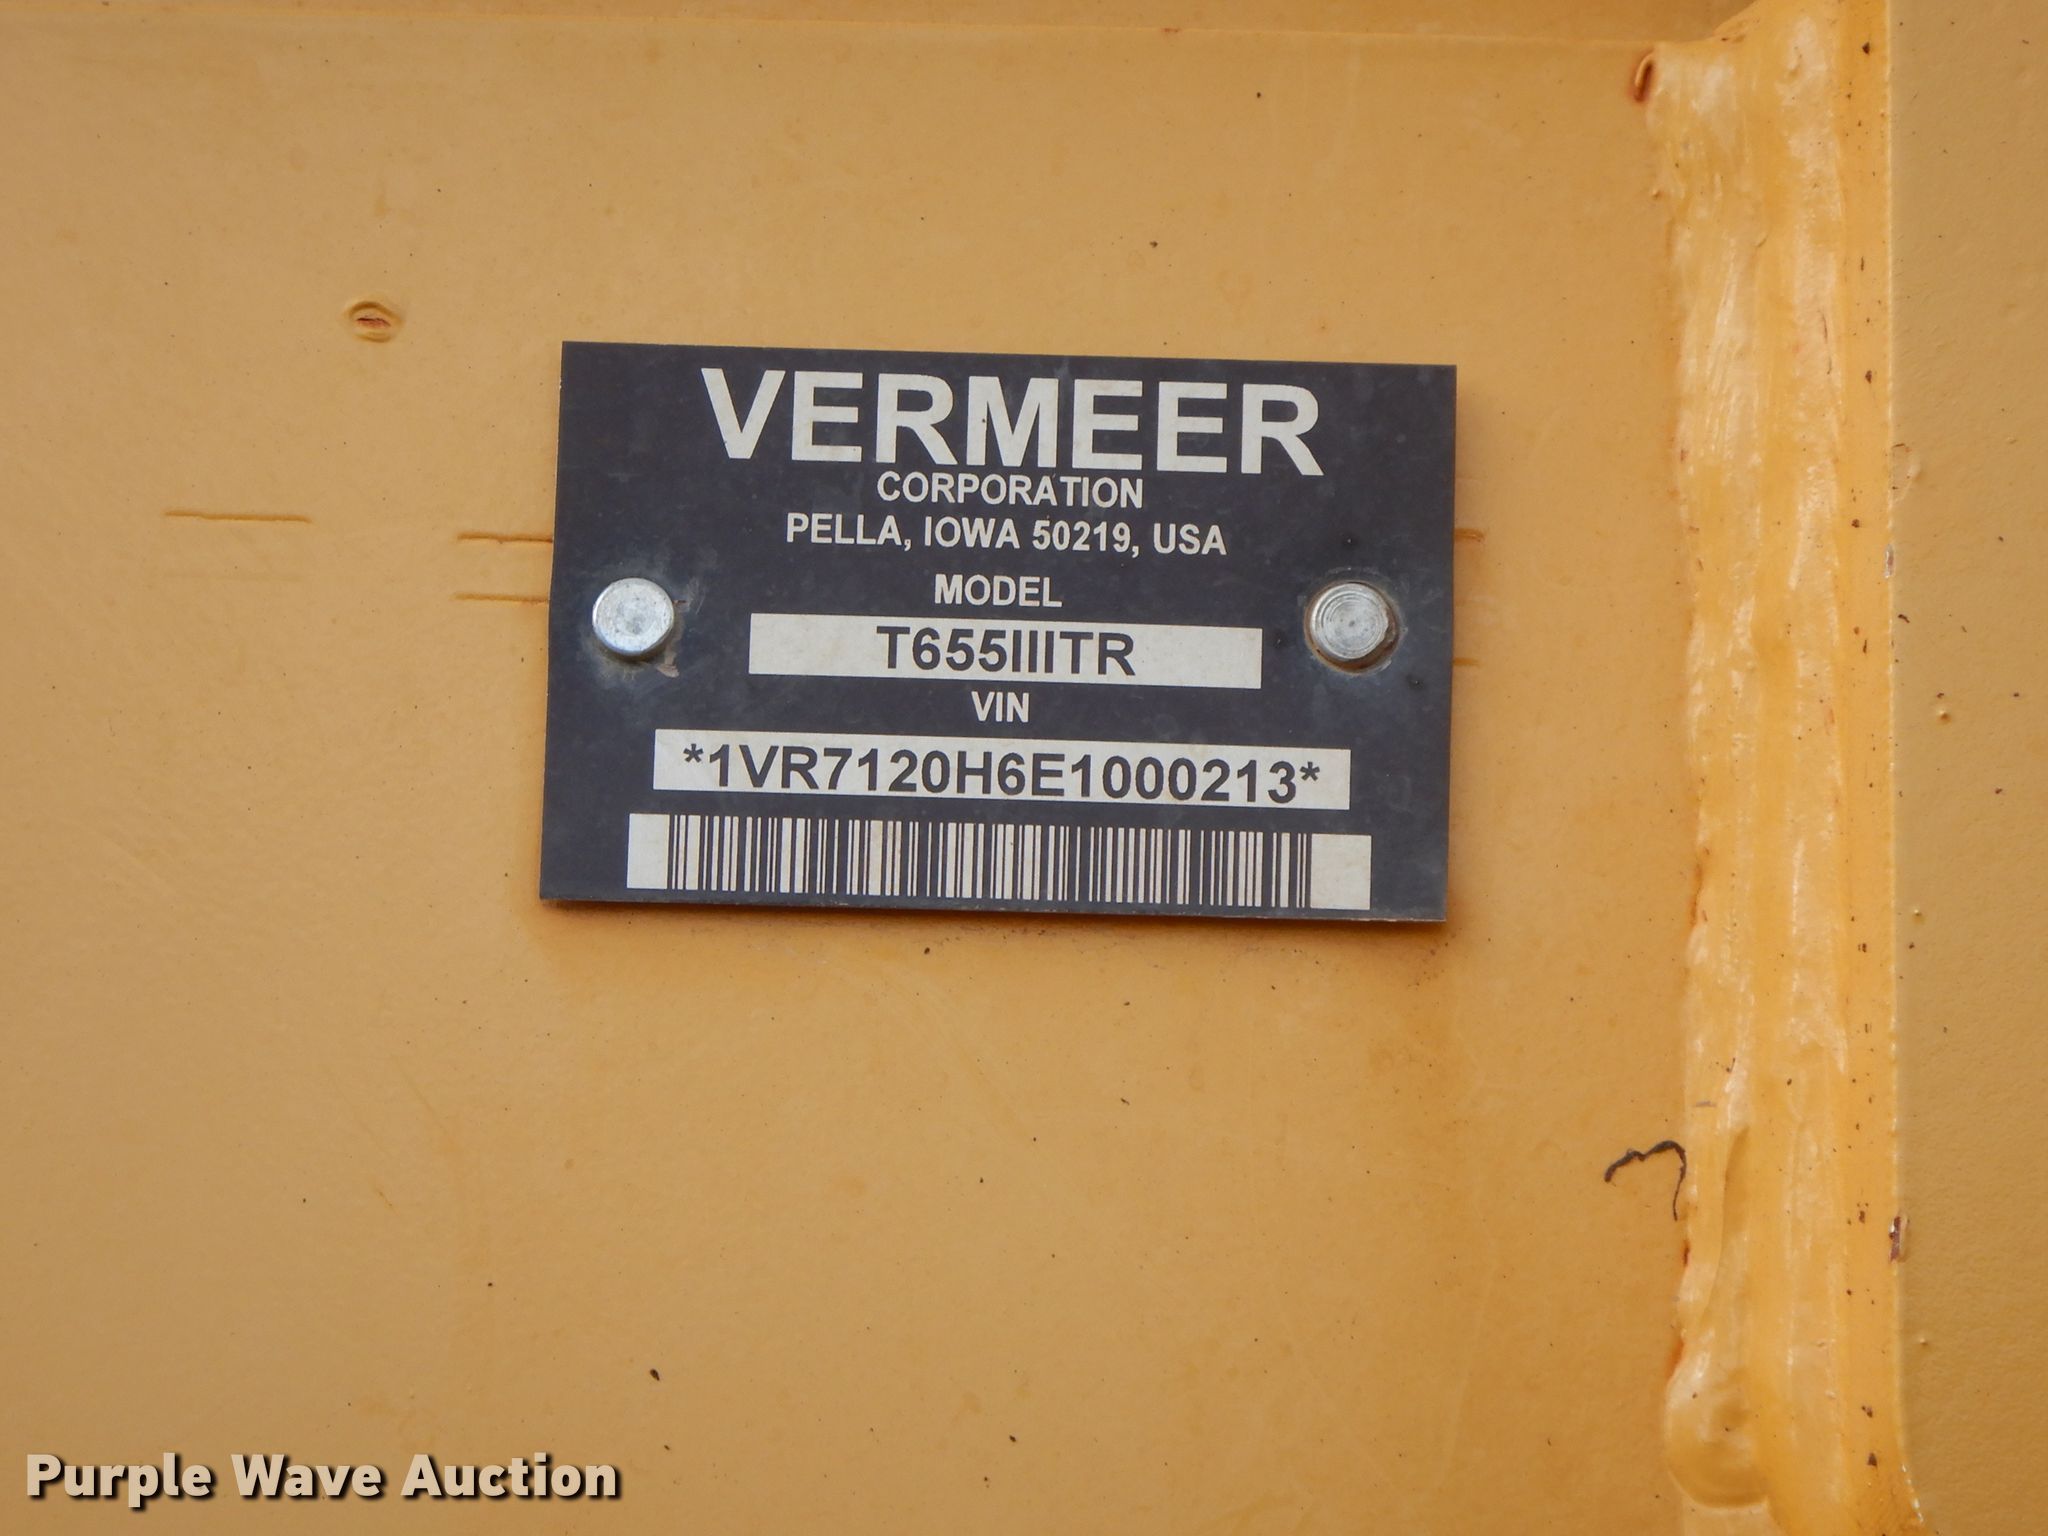 VERMEER
CORPORATION
PELLA, IOWA 50219, USA
MODEL
T655IIITR
VIN
*1VR7120H6E1000213*
Purple Wave Auction